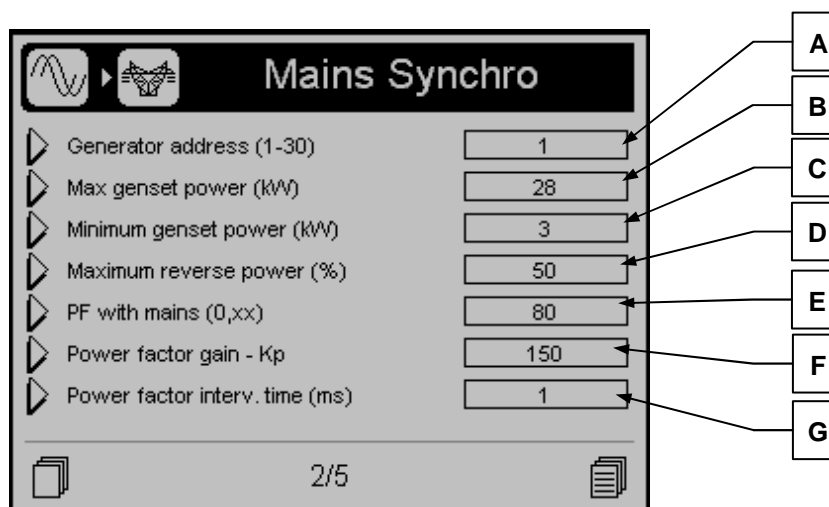 Mains Synchro
A
Generator address (1-30) 1
B
Max genset power (kW) 28
C
Minimum genset power (kW) 3
D
Maximum reverse power (%) 50
E
PF with mains (0,xx) 80
F
Power factor gain - Kp 150
G
Power factor interv. time (ms) 1
2/5